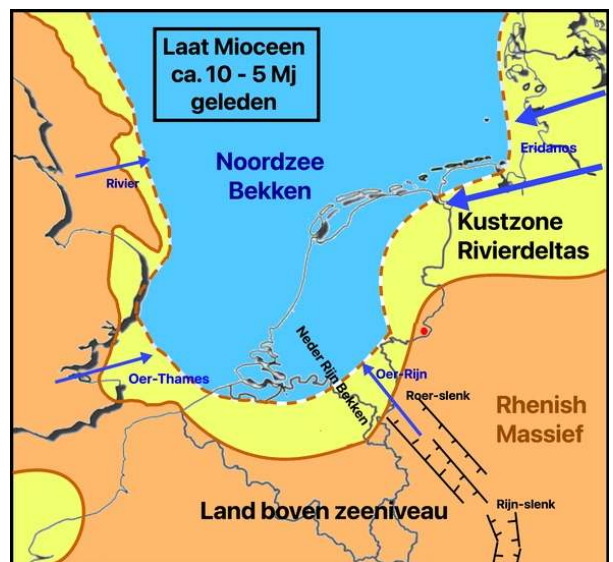 Laat Mioceen
ca. 10 - 5 Mj
geleden
Noordzee
Bekken
Eridanos
Rivier
Kustzone
Rivierdeltas
Neder Rijn Bekken
Oer-Thames
Oer-Rijn
Roer-slenk
Rhenish
Massief
Land boven zeeniveau
Rijn-slenk